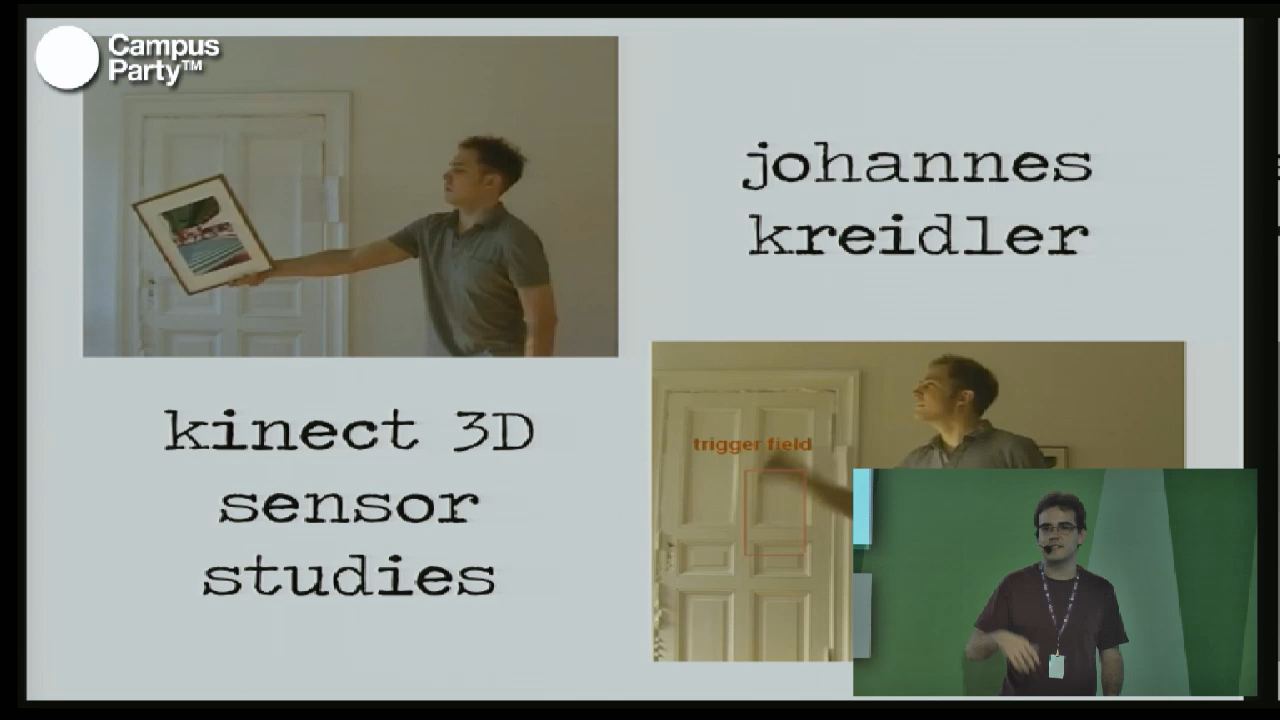 Campus
Party™
johannes
kreidler
kinect 3D
sensor
studies
trigger field